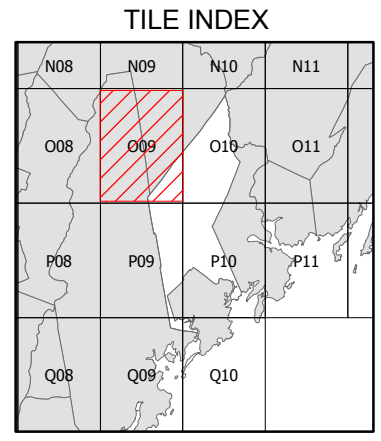 TILE INDEX
N08 N09 N10 N11
O08 O09 O10 O11
P08 P09 P10 P11
Q08 Q09 Q10